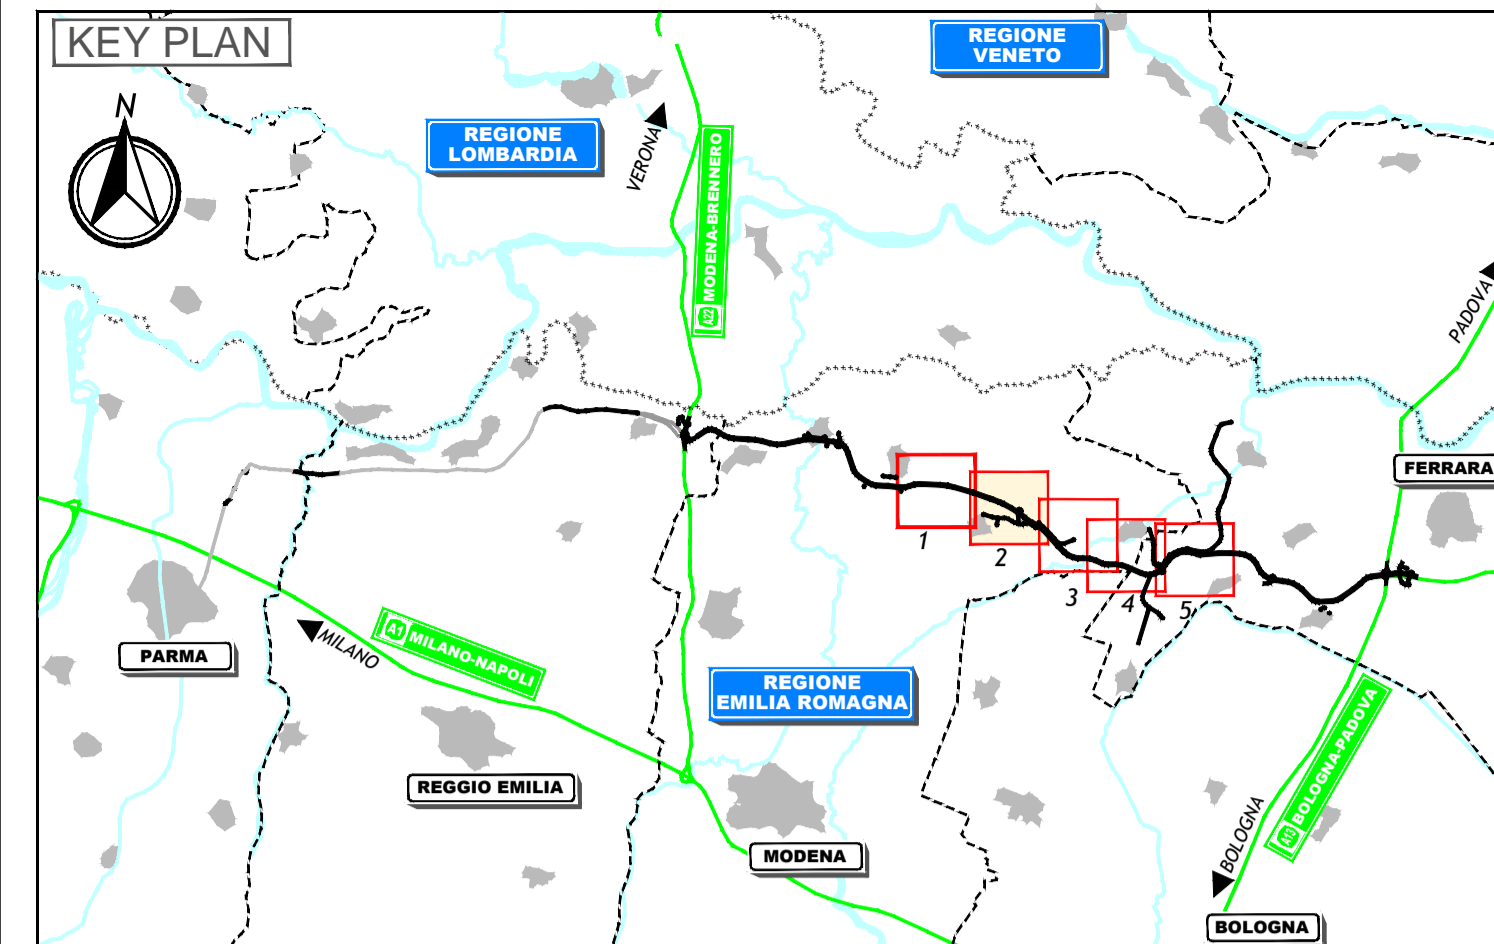 KEY PLAN
N
REGIONE
VENETO
REGIONE
LOMBARDIA
VERONA
A22 MODENA-BRENNERO
PADOVA
FERRARA
1
2
3
4
5
PARMA
MILANO
A1 MILANO-NAPOLI
REGIONE
EMILIA ROMAGNA
REGGIO EMILIA
MODENA
A13 BOLOGNA-PADOVA
BOLOGNA
BOLOGNA